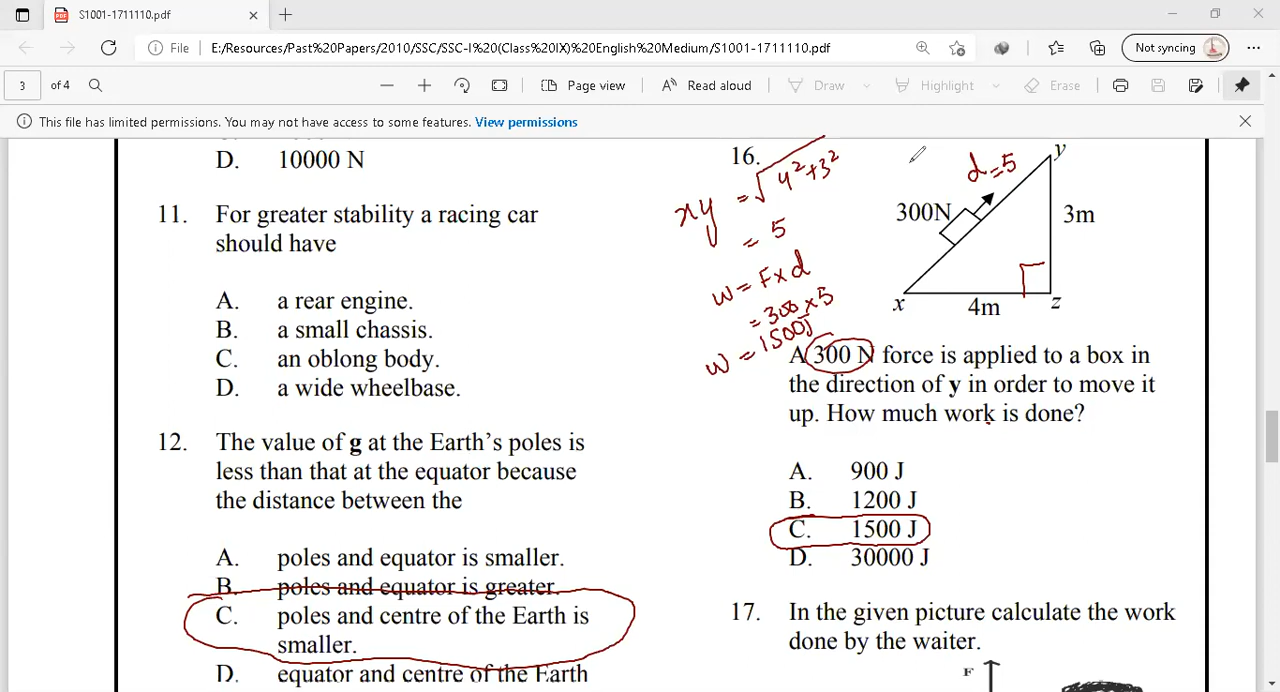 S1001-1711110.pdf
File
E:/Resources/Past%20Papers/2010/SSC/SSC-I%20(Class%20IX)%20English%20Medium/S1001-1711110.pdf
Not syncing
3 of 4
Page view
Read aloud
Draw
Highlight
Erase
This file has limited permissions. You may not have access to some features. View permissions
D. 10000 N
11. For greater stability a racing car
should have
A. a rear engine.
B. a small chassis.
C. an oblong body.
D. a wide wheelbase.
12. The value of g at the Earth's poles is
less than that at the equator because
the distance between the
A. poles and equator is smaller.
B. poles and equator is greater.
C. poles and centre of the Earth is
smaller.
D. equator and centre of the Earth
16.
xy = √4²+3²
= 5
W = F×d
= 300×5
W = 1500J
d=5
y
300N
3m
x
4m
z
A 300 N force is applied to a box in
the direction of y in order to move it
up. How much work is done?
A. 900 J
B. 1200 J
C. 1500 J
D. 30000 J
17. In the given picture calculate the work
done by the waiter.
F